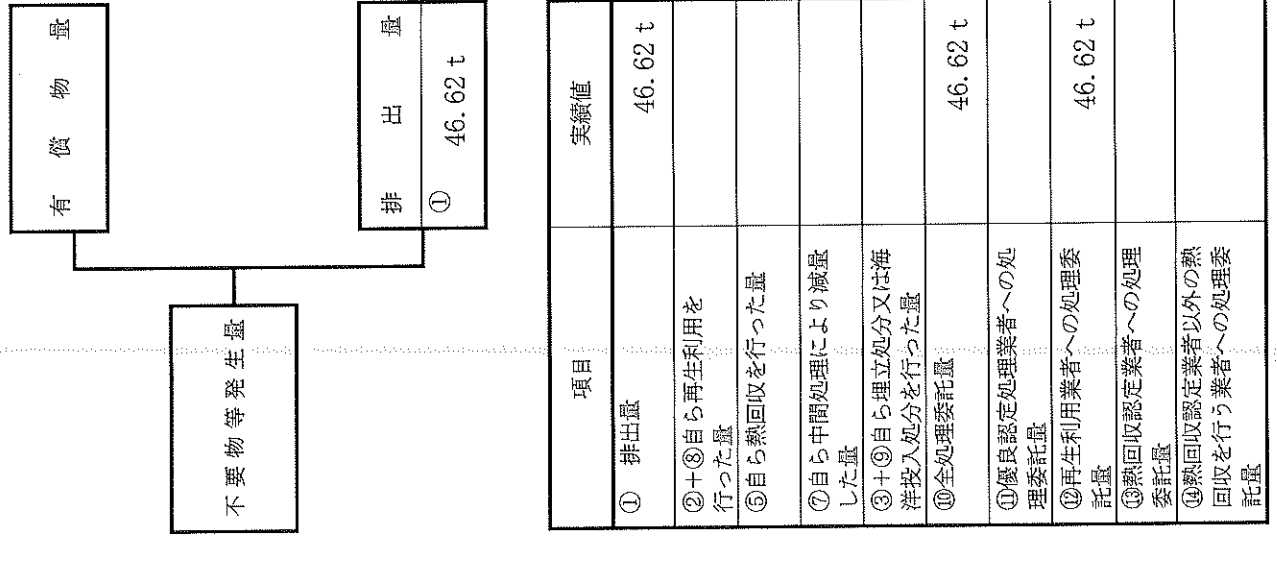 有償物量
不要物等発生量
排出量
① 46.62 t
項目 実績値
① 排出量 46.62 t
②+⑧自ら再生利用を
行った量
⑤自ら熱回収を行った量
⑦自ら中間処理により減量
した量
③+⑨自ら埋立処分又は海
洋投入処分を行った量
⑩全処理委託量 46.62 t
⑪優良認定処理業者への処
理委託量
⑫再生利用業者への処理委 46.62 t
託量
⑬熱回収認定業者への処理
委託量
⑭熱回収認定業者以外の熱
回収を行う業者への処理委
託量